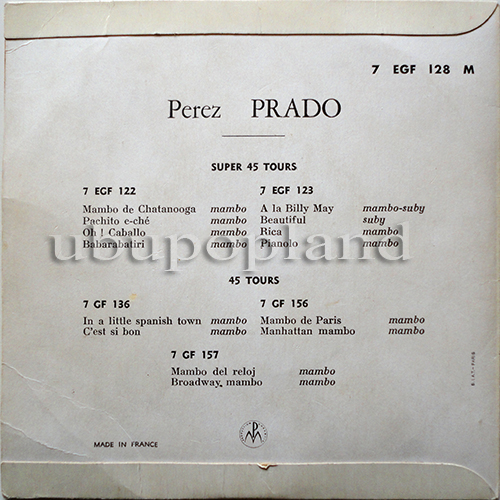 7 EGF 128 M
Perez PRADO
SUPER 45 TOURS
7 EGF 122
Mambo de Chatanooga mambo
Pachito e-ché mambo
Oh ! Caballo mambo
Babarabatiri mambo
7 EGF 123
A la Billy May mambo-suby
Beautiful suby
Rica mambo
Pianolo mambo
ubupopland
45 TOURS
7 GF 136
In a little spanish town mambo
C'est si bon mambo
7 GF 156
Mambo de Paris mambo
Manhattan mambo mambo
7 GF 157
Mambo del reloj mambo
Broadway mambo mambo
MADE IN FRANCE